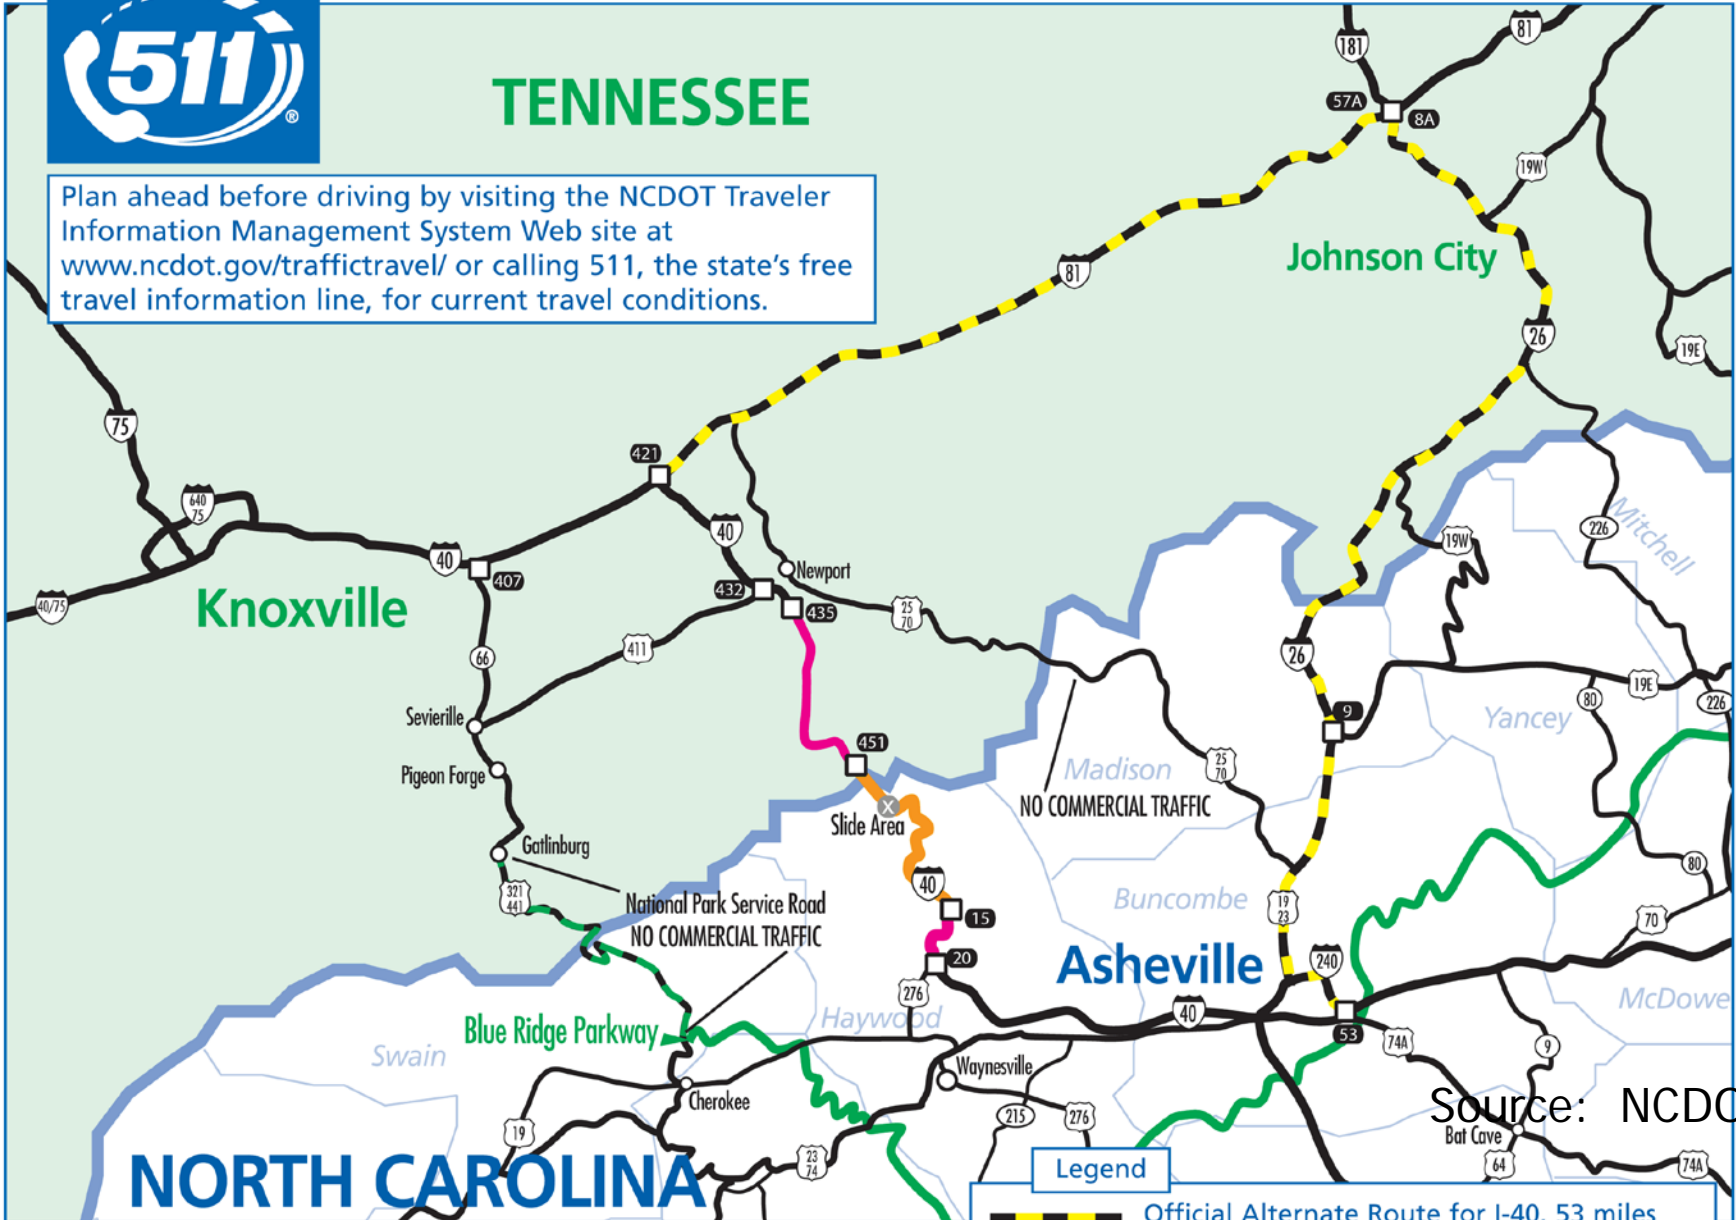 511
®
TENNESSEE
181
81
57A
8A
19W
Plan ahead before driving by visiting the NCDOT Traveler
Information Management System Web site at
www.ncdot.gov/traffictravel/ or calling 511, the state's free
travel information line, for current travel conditions.
Johnson City
81
26
19E
75
421
640
75
40
226
Mitchell
19W
40
407
432
Newport
435
40/75
Knoxville
25
70
411
66
26
19E
80
226
9
Sevierville
Yancey
451
Madison
25
70
Pigeon Forge
NO COMMERCIAL TRAFFIC
X
Slide Area
Gatlinburg
80
321
441
40
National Park Service Road
NO COMMERCIAL TRAFFIC
Buncombe
19
23
15
70
20
Asheville
240
276
McDowe
Haywood
40
Blue Ridge Parkway
53
74A
9
Swain
Waynesville
Cherokee
215
276
Source: NCDO
19
Bat Cave
23
74
64
74A
NORTH CAROLINA
Legend
Official Alternate Route for I-40, 53 miles